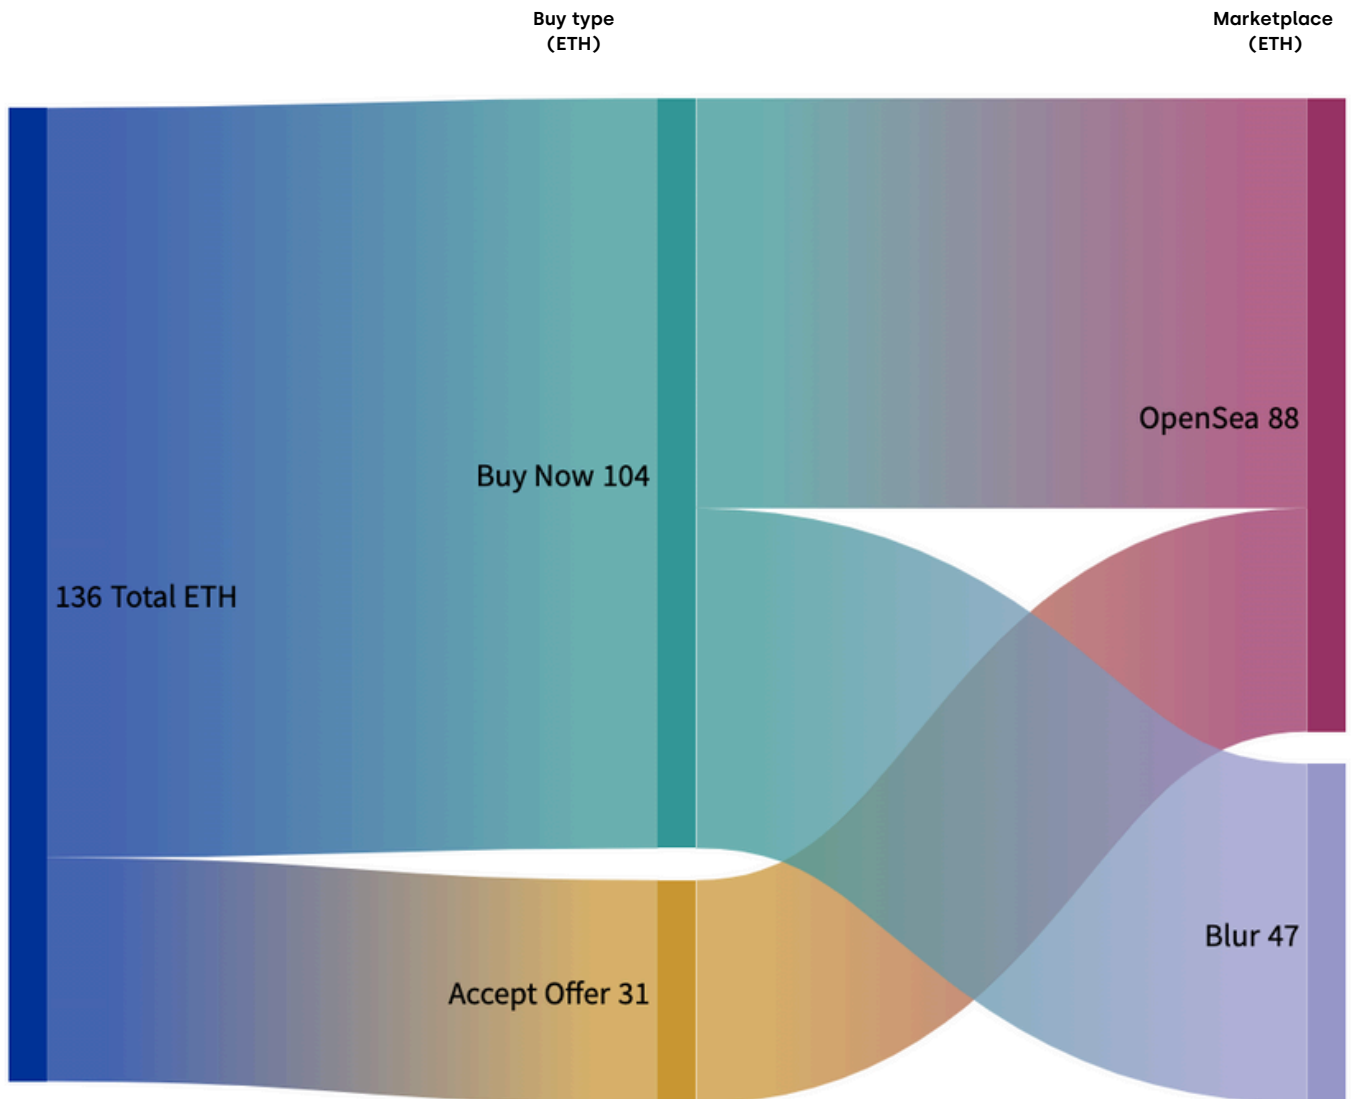 Buy type
(ETH)
Marketplace
(ETH)
OpenSea 88
Buy Now 104
136 Total ETH
Blur 47
Accept Offer 31